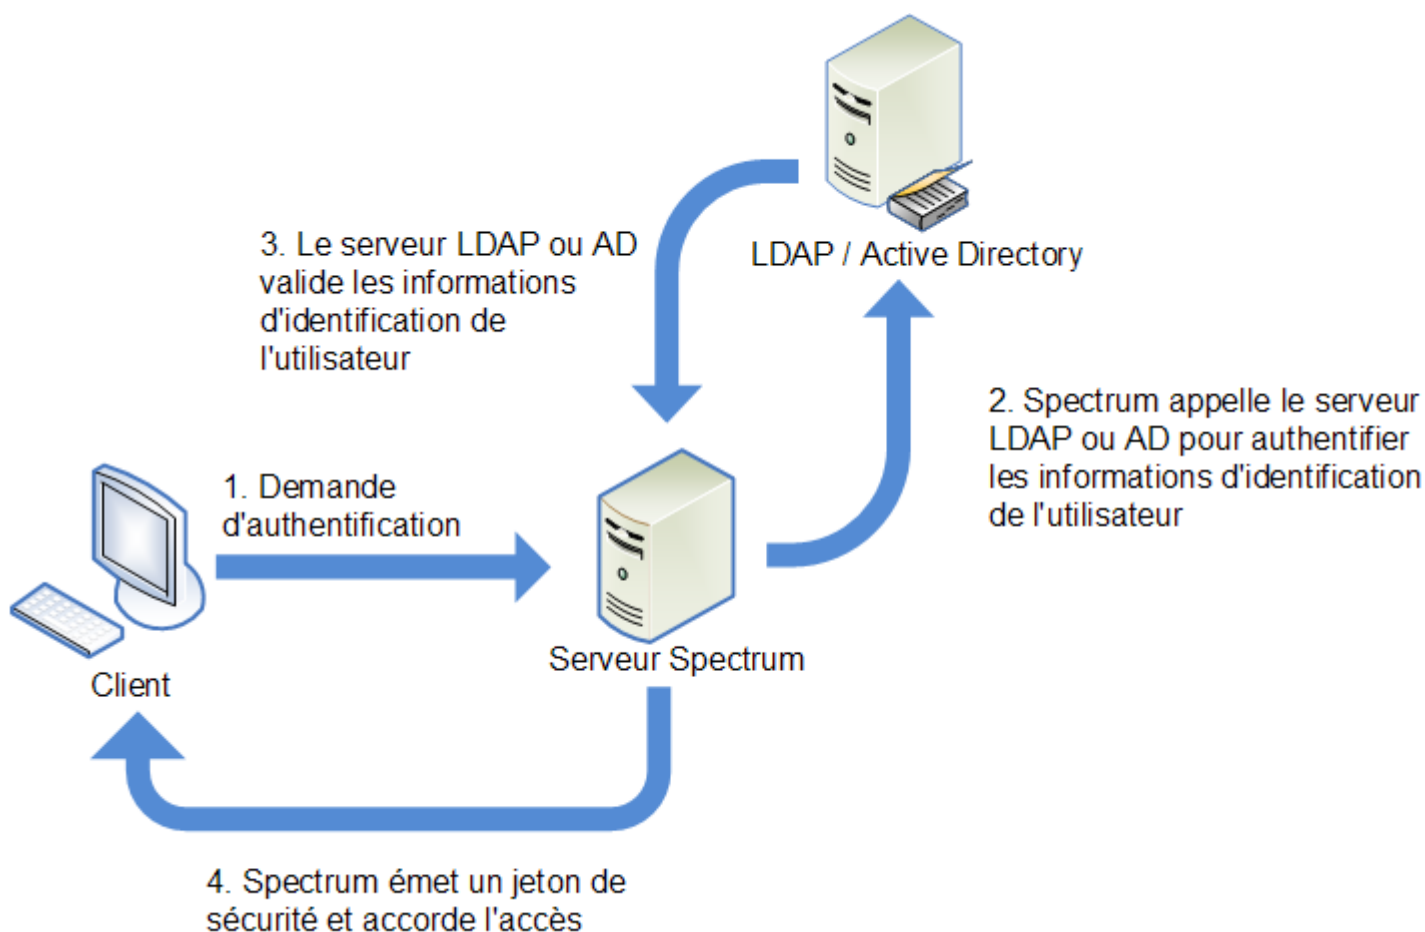 LDAP / Active Directory
3. Le serveur LDAP ou AD
valide les informations
d'identification de
l'utilisateur
2. Spectrum appelle le serveur
LDAP ou AD pour authentifier
les informations d'identification
de l'utilisateur
1. Demande
d'authentification
Serveur Spectrum
Client
4. Spectrum émet un jeton de
sécurité et accorde l'accès